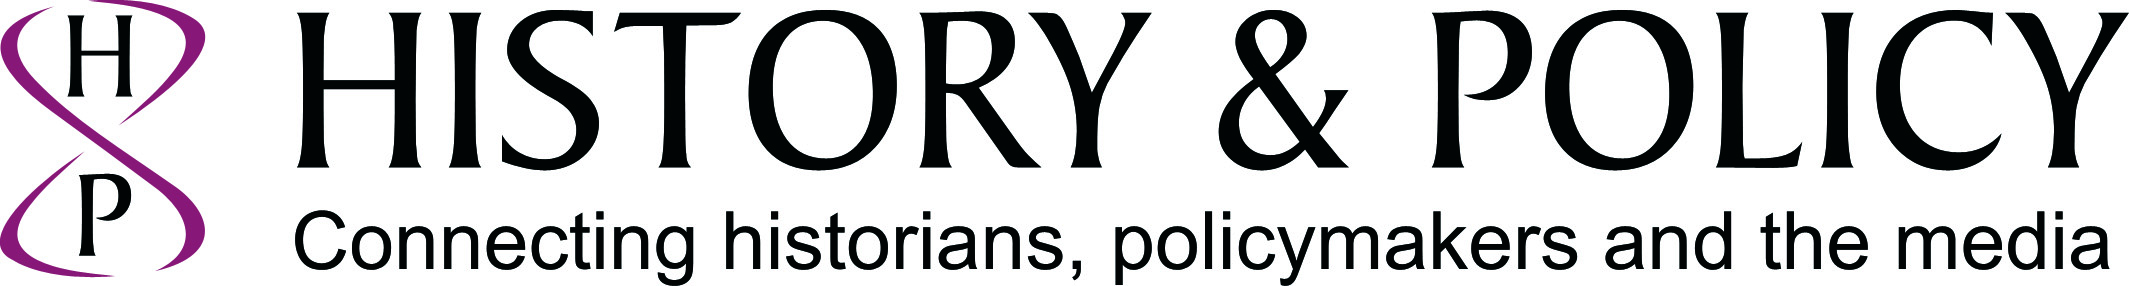 H
P
HISTORY & POLICY
Connecting historians, policymakers and the media